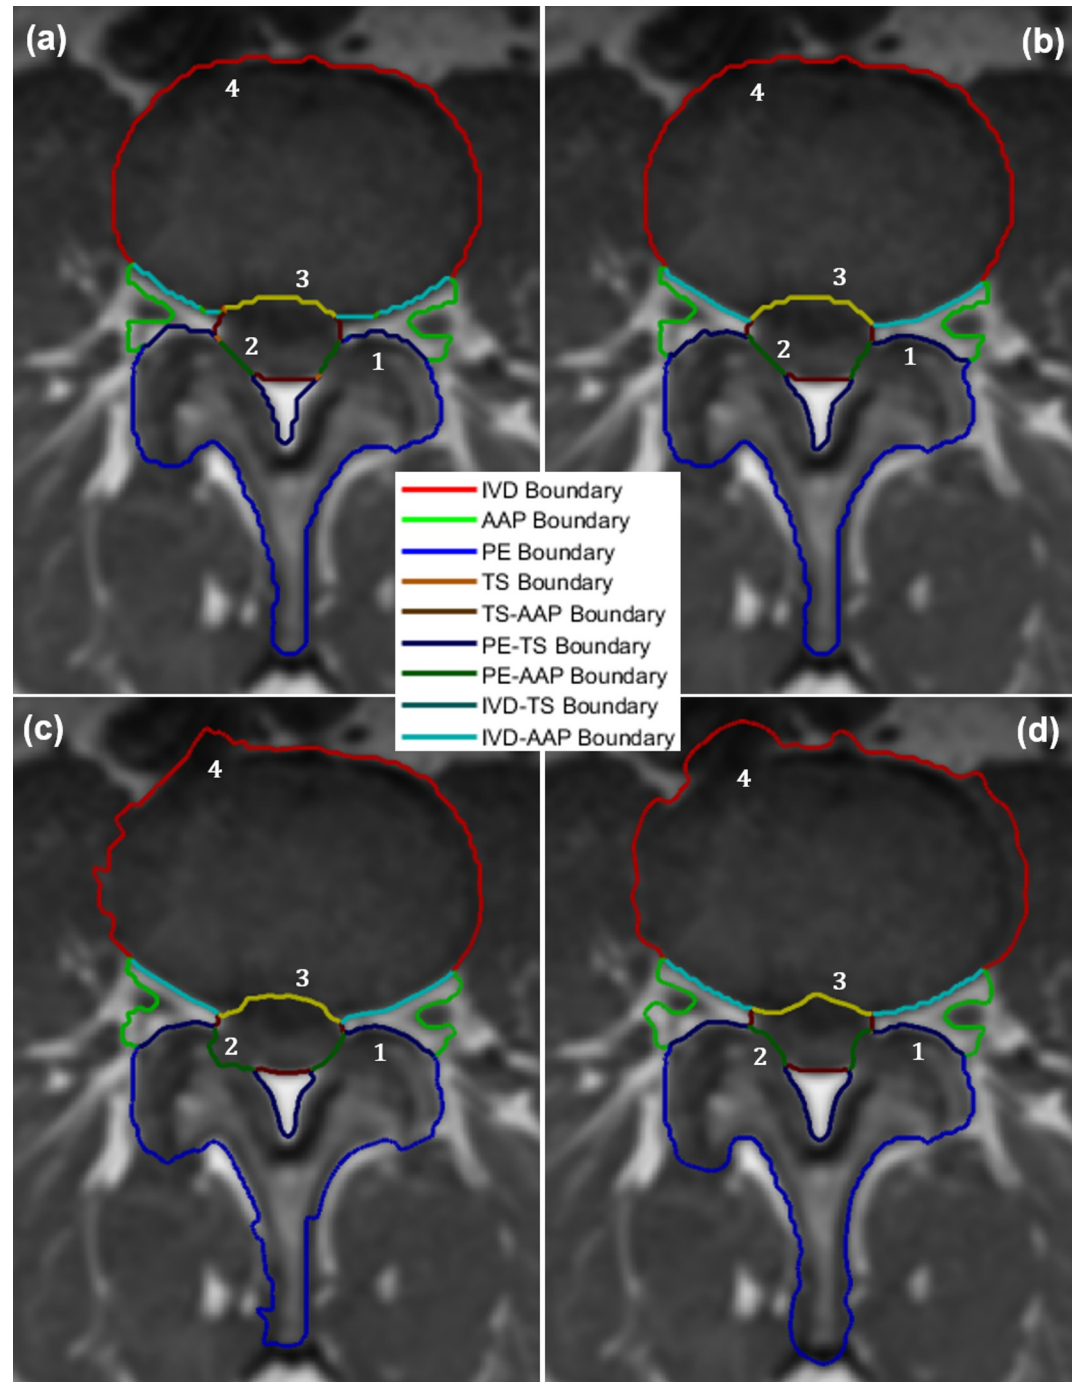 (a)
(b)
4
4
3
3
2
1
2
1
IVD Boundary
AAP Boundary
PE Boundary
TS Boundary
TS-AAP Boundary
PE-TS Boundary
PE-AAP Boundary
IVD-TS Boundary
IVD-AAP Boundary
(c)
(d)
4
4
3
3
2
1
2
1